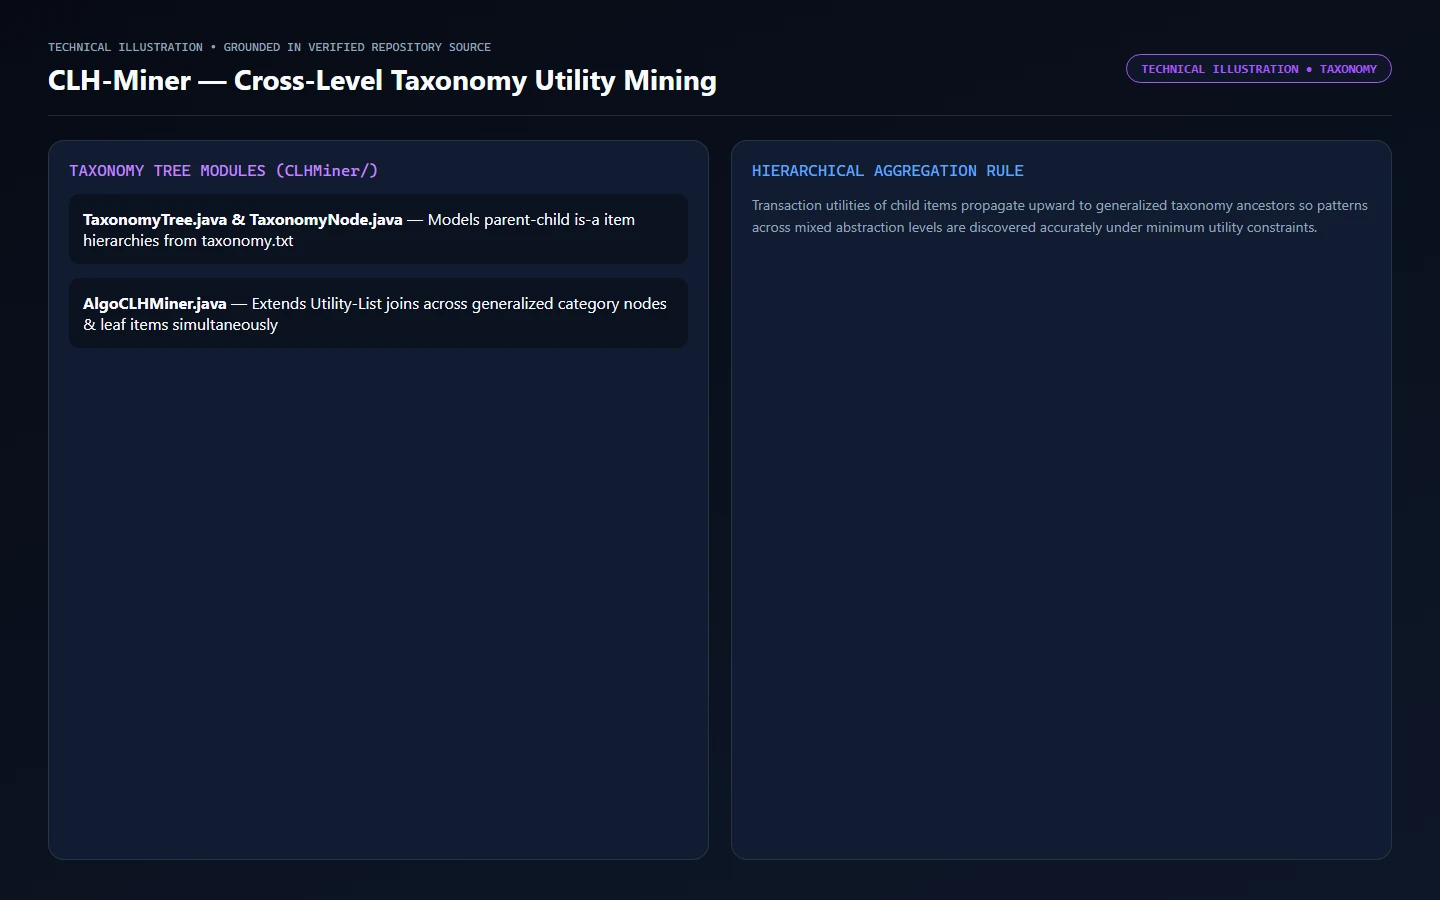 TECHNICAL ILLUSTRATION • GROUNDED IN VERIFIED REPOSITORY SOURCE
CLH-Miner — Cross-Level Taxonomy Utility Mining
TECHNICAL ILLUSTRATION • TAXONOMY
TAXONOMY TREE MODULES (CLHMiner/)
TaxonomyTree.java & TaxonomyNode.java — Models parent-child is-a item
hierarchies from taxonomy.txt
AlgoCLHMiner.java — Extends Utility-List joins across generalized category nodes
& leaf items simultaneously
HIERARCHICAL AGGREGATION RULE
Transaction utilities of child items propagate upward to generalized taxonomy ancestors so patterns
across mixed abstraction levels are discovered accurately under minimum utility constraints.